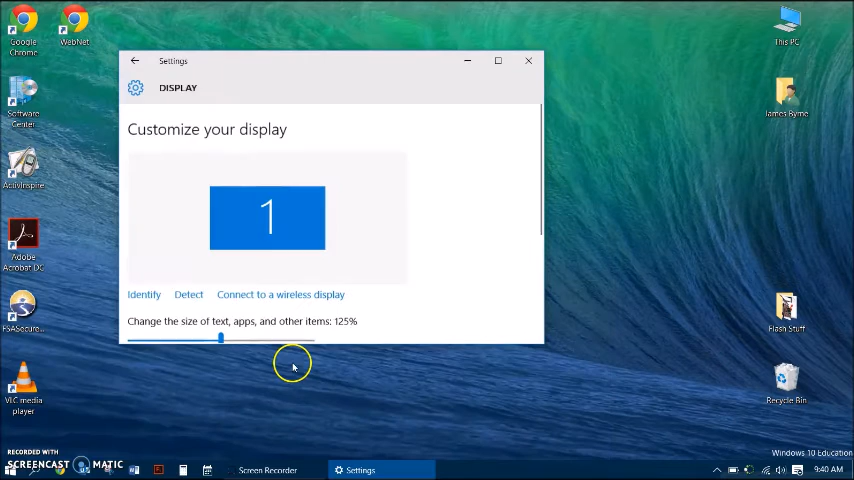 Google
Chrome
WebNet
Software
Center
ActivInspire
Adobe
Acrobat DC
FSASecure...
VLC media
player
Settings
DISPLAY
Customize your display
1
Identify Detect Connect to a wireless display
Change the size of text, apps, and other items: 125%
This PC
James Byrne
Flash Stuff
Recycle Bin
Windows 10 Education
RECORDED WITH
SCREENCAST MATIC
Screen Recorder
Settings
9:40 AM